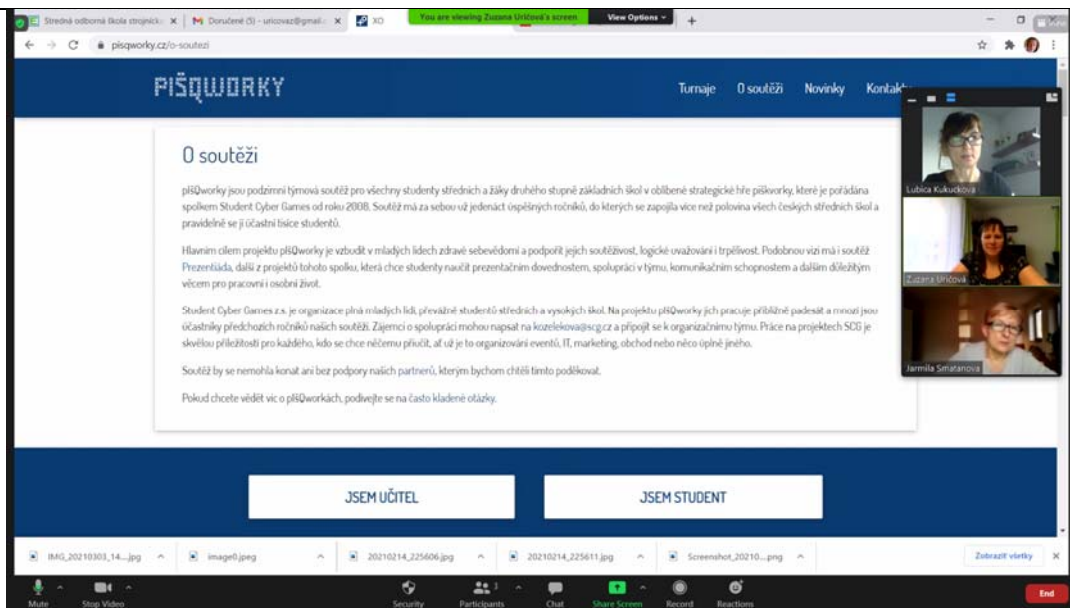 Stredná odborná škola strojnícka
Doručené (5) - uricovaz@gmail.c
XO
You are viewing Zuzana Uričová's screen
View Options
pisqworky.cz/o-soutezi
PIŠQWORKY
Turnaje O soutěži Novinky Kontakty
O soutěži
pIšQworky jsou podzimní týmová soutěž pro všechny studenty středních a žáky druhého stupně základních škol v oblíbené strategické hře piškvorky, které je pořádána
spolkem Student Cyber Games od roku 2008. Soutěž má za sebou už jedenáct úspěšných ročníků, do kterých se zapojila více než polovina všech českých středních škol a
pravidelně se jí účastní tisíce studentů.
Hlavním cílem projektu pIšQworky je vzbudit v mladých lidech zdravé sebevědomí a podpořit jejich soutěživost, logické uvažování i trpělivost. Podobnou vizi má i soutěž
Prezentiáda, další z projektů tohoto spolku, která chce studenty naučit prezentačním dovednostem, spolupráci v týmu, komunikačním schopnostem a dalším důležitým
věcem pro pracovní i osobní život.
Student Cyber Games z.s. je organizace plná mladých lidí, převážně studentů středních a vysokých škol. Na projektu pIšQworky jich pracuje přibližně padesát a mnozí jsou
účastníky předchozích ročníků našich soutěží. Zájemci o spolupráci mohou napsat na kozelekova@scg.cz a připojit se k organizačnímu týmu. Práce na projektech SCG je
skvělou příležitostí pro každého, kdo se chce něčemu přiučit, ať už je to organizování eventů, IT, marketing, obchod nebo něco úplně jiného.
Soutěž by se nemohla konat ani bez podpory našich partnerů, kterým bychom chtěli tímto poděkovat.
Pokud chcete vědět víc o pIšQworkách, podívejte se na často kladené otázky.
Lubica Kukuckova
Zuzana Uričová
Jarmila Smatanova
JSEM UČITEL
JSEM STUDENT
IMG_20210303_14....jpg
image0.jpeg
20210214_225606.jpg
20210214_225611.jpg
Screenshot_20210...png
Zobraziť všetky
Mute
Stop Video
Security
Participants
3
Chat
Share Screen
Record
Reactions
End